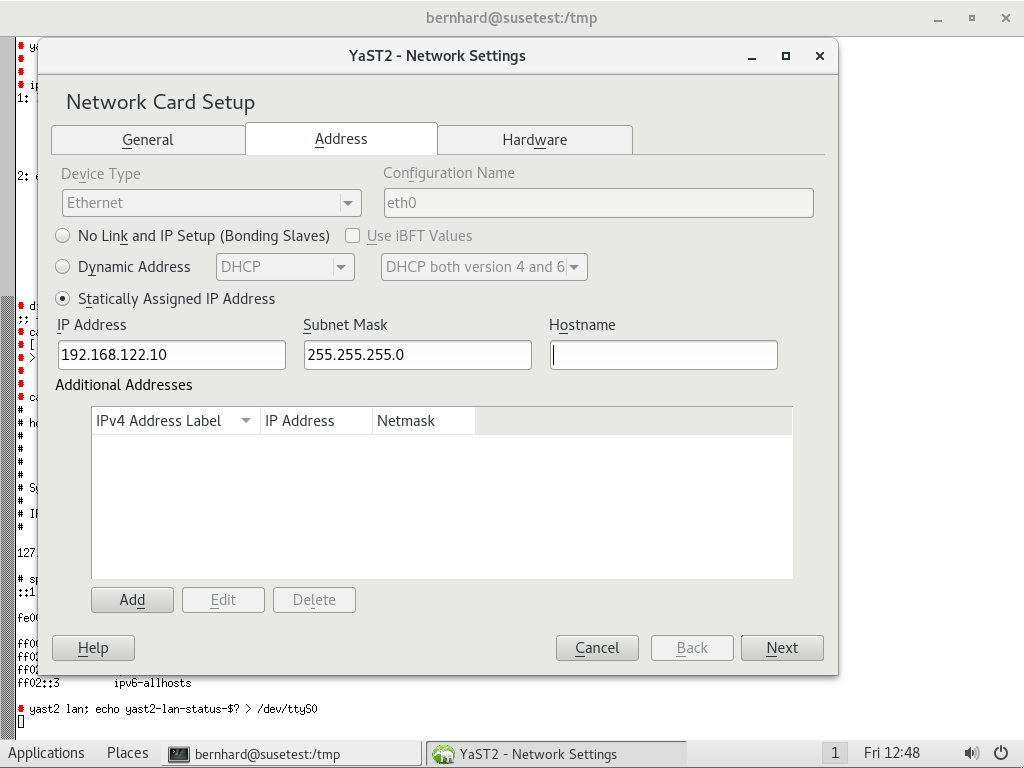 bernhard@susetest:/tmp
YaST2 - Network Settings
Network Card Setup
General
Address
Hardware
Device Type
Configuration Name
Ethernet
eth0
No Link and IP Setup (Bonding Slaves)
Use iBFT Values
Dynamic Address
DHCP
DHCP both version 4 and 6
Statically Assigned IP Address
IP Address
Subnet Mask
Hostname
192.168.122.10
255.255.255.0
Additional Addresses
IPv4 Address Label
IP Address
Netmask
Add
Edit
Delete
Help
Cancel
Back
Next
1:
2:
#
#
#
#
#
#
#
#
127.
#
::1
fe00
ff00
ff02
ff02
ff02::3 ipv6-allhosts
yast2 lan; echo yast2-lan-status-$? > /dev/ttyS0
Applications
Places
bernhard@susetest:/tmp
YaST2 - Network Settings
1
Fri 12:48